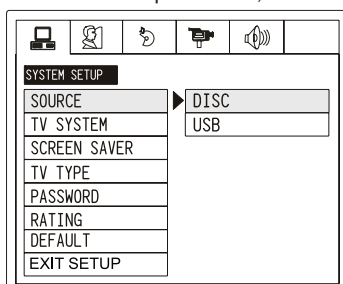 SYSTEM SETUP
SOURCE
DISC
TV SYSTEM
USB
SCREEN SAVER
TV TYPE
PASSWORD
RATING
DEFAULT
EXIT SETUP